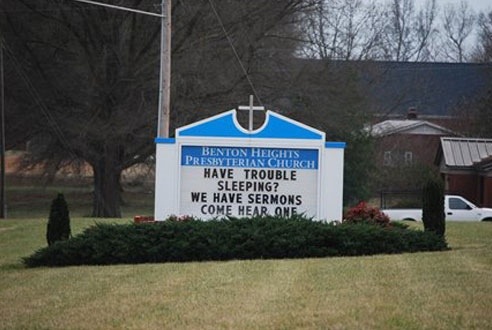 Benton Heights
Presbyterian Church
HAVE TROUBLE
SLEEPING?
WE HAVE SERMONS
COME HEAR ONE